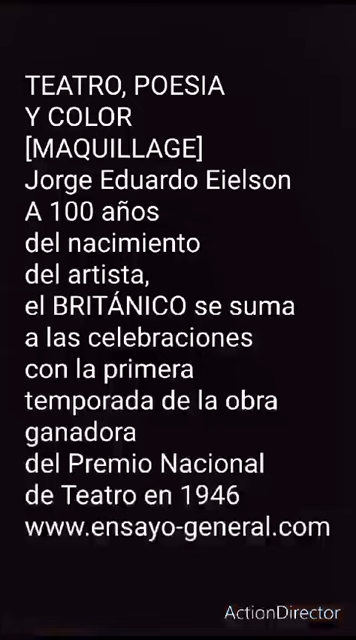 TEATRO, POESIA
Y COLOR
[MAQUILLAGE]
Jorge Eduardo Eielson
A 100 años
del nacimiento
del artista,
el BRITÁNICO se suma
a las celebraciones
con la primera
temporada de la obra
ganadora
del Premio Nacional
de Teatro en 1946
www.ensayo-general.com
ActionDirector